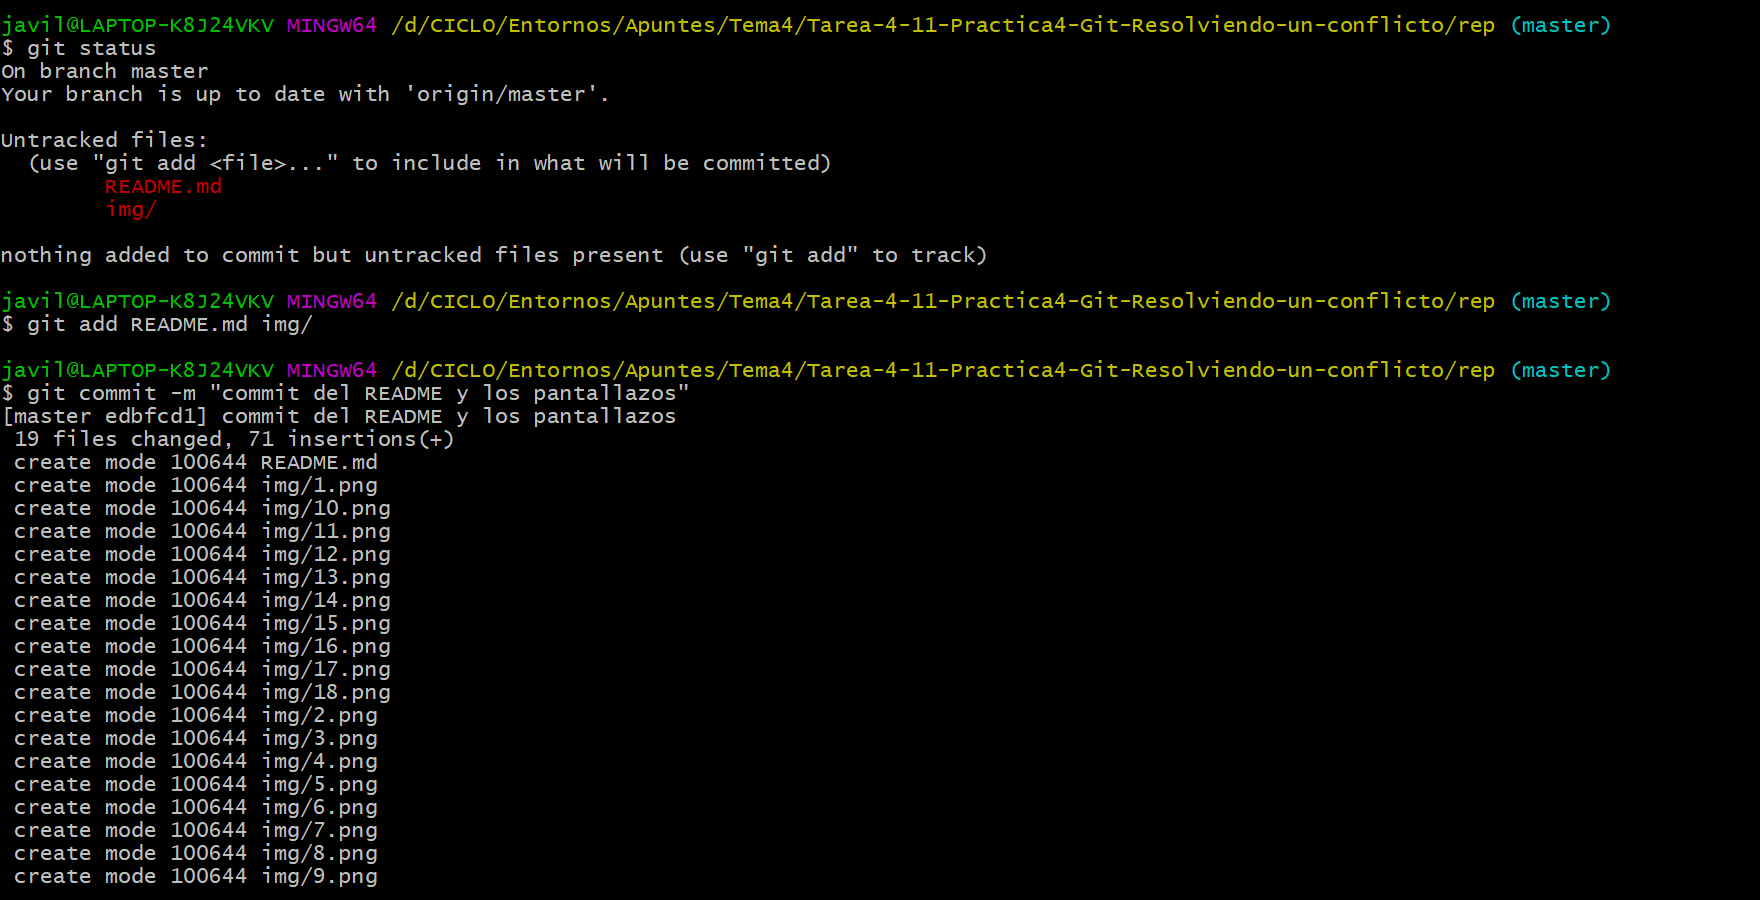 javil@LAPTOP-K8J24VKV MINGW64 /d/CICLO/Entornos/Apuntes/Tema4/Tarea-4-11-Practica4-Git-Resolviendo-un-conflicto/rep (master)
$ git status
On branch master
Your branch is up to date with 'origin/master'.

Untracked files:
  (use "git add <file>..." to include in what will be committed)
        README.md
        img/

nothing added to commit but untracked files present (use "git add" to track)

javil@LAPTOP-K8J24VKV MINGW64 /d/CICLO/Entornos/Apuntes/Tema4/Tarea-4-11-Practica4-Git-Resolviendo-un-conflicto/rep (master)
$ git add README.md img/

javil@LAPTOP-K8J24VKV MINGW64 /d/CICLO/Entornos/Apuntes/Tema4/Tarea-4-11-Practica4-Git-Resolviendo-un-conflicto/rep (master)
$ git commit -m "commit del README y los pantallazos"
[master edbfcd1] commit del README y los pantallazos
 19 files changed, 71 insertions(+)
 create mode 100644 README.md
 create mode 100644 img/1.png
 create mode 100644 img/10.png
 create mode 100644 img/11.png
 create mode 100644 img/12.png
 create mode 100644 img/13.png
 create mode 100644 img/14.png
 create mode 100644 img/15.png
 create mode 100644 img/16.png
 create mode 100644 img/17.png
 create mode 100644 img/18.png
 create mode 100644 img/2.png
 create mode 100644 img/3.png
 create mode 100644 img/4.png
 create mode 100644 img/5.png
 create mode 100644 img/6.png
 create mode 100644 img/7.png
 create mode 100644 img/8.png
 create mode 100644 img/9.png